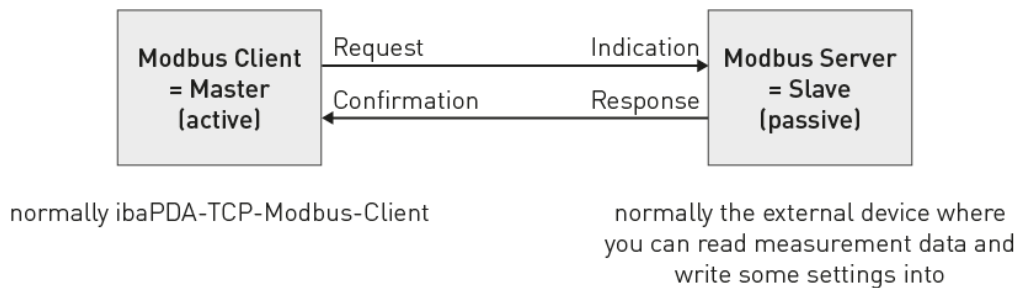 Modbus Client
= Master
(active)
Request
Indication
Confirmation
Response
Modbus Server
= Slave
(passive)
normally ibaPDA-TCP-Modbus-Client
normally the external device where
you can read measurement data and
write some settings into